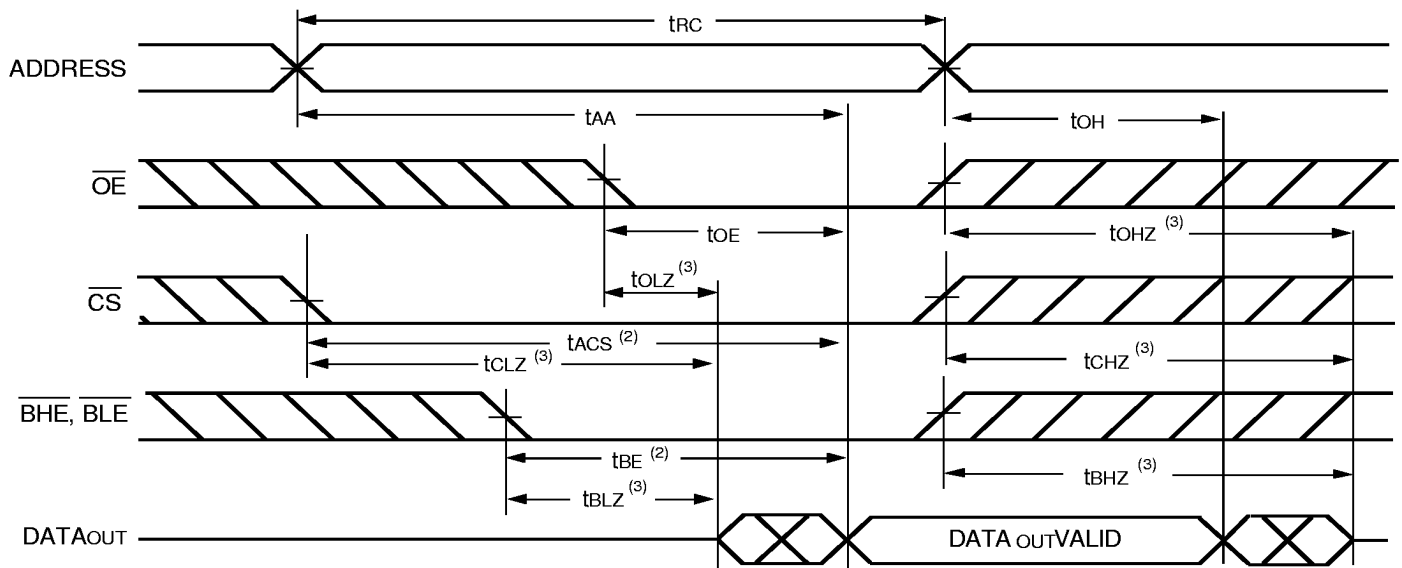 tRC
ADDRESS
tAA
tOH
OE
tOE
tOHZ (3)
tOLZ (3)
CS
tACS (2)
tCLZ (3)
tCHZ (3)
BHE, BLE
tBE (2)
tBHZ (3)
tBLZ (3)
DATAOUT
DATA OUTVALID